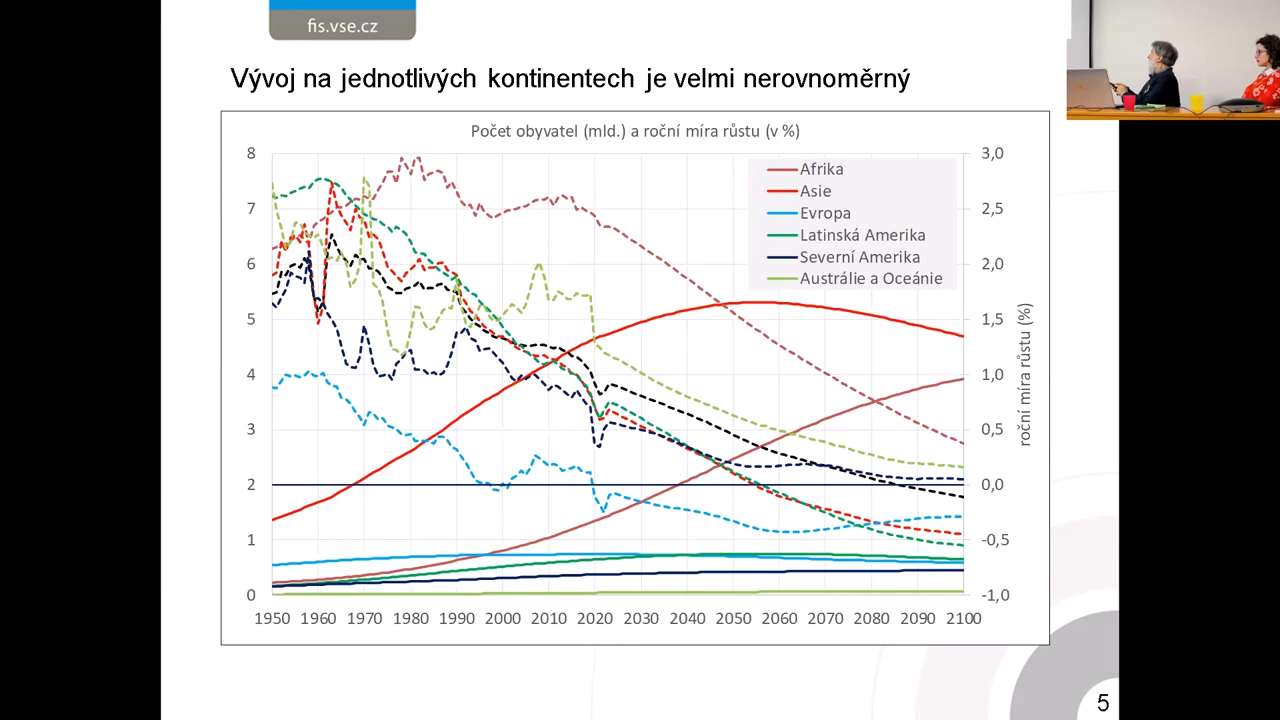 fis.vse.cz
Vývoj na jednotlivých kontinentech je velmi nerovnoměrný
Počet obyvatel (mld.) a roční míra růstu (v %)
8
7
6
5
4
3
2
1
0
3,0
2,5
2,0
1,5
1,0
0,5
0,0
-0,5
-1,0
roční míra růstu (%)
Afrika
Asie
Evropa
Latinská Amerika
Severní Amerika
Austrálie a Oceánie
1950 1960 1970 1980 1990 2000 2010 2020 2030 2040 2050 2060 2070 2080 2090 2100
5